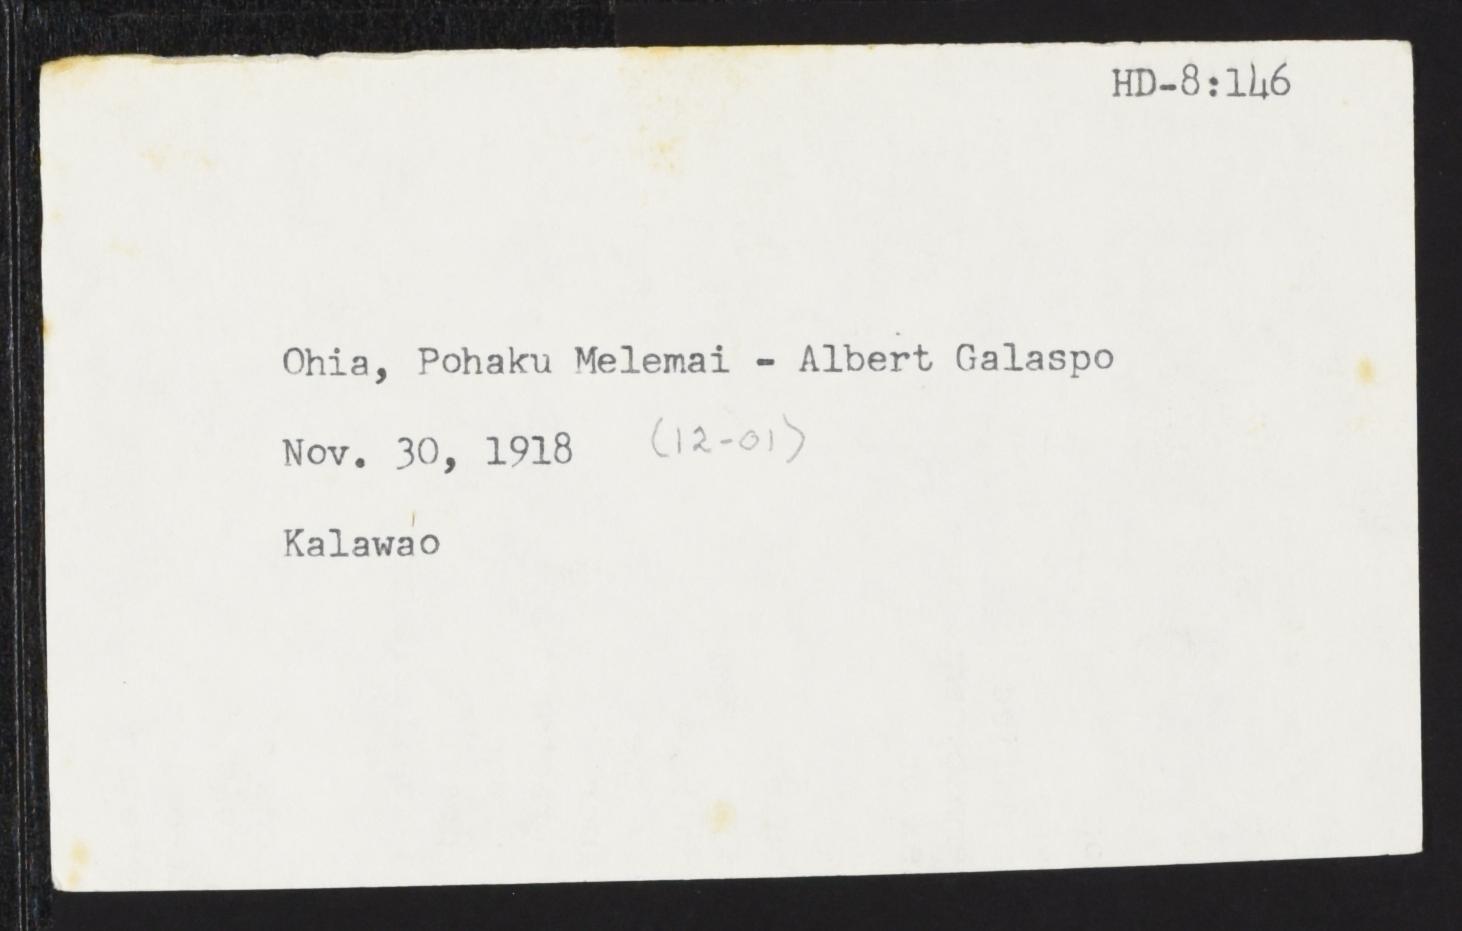 HD-8:146
Ohia, Pohaku Melemai - Albert Galaspo
Nov. 30, 1918 (12-01)
Kalawao